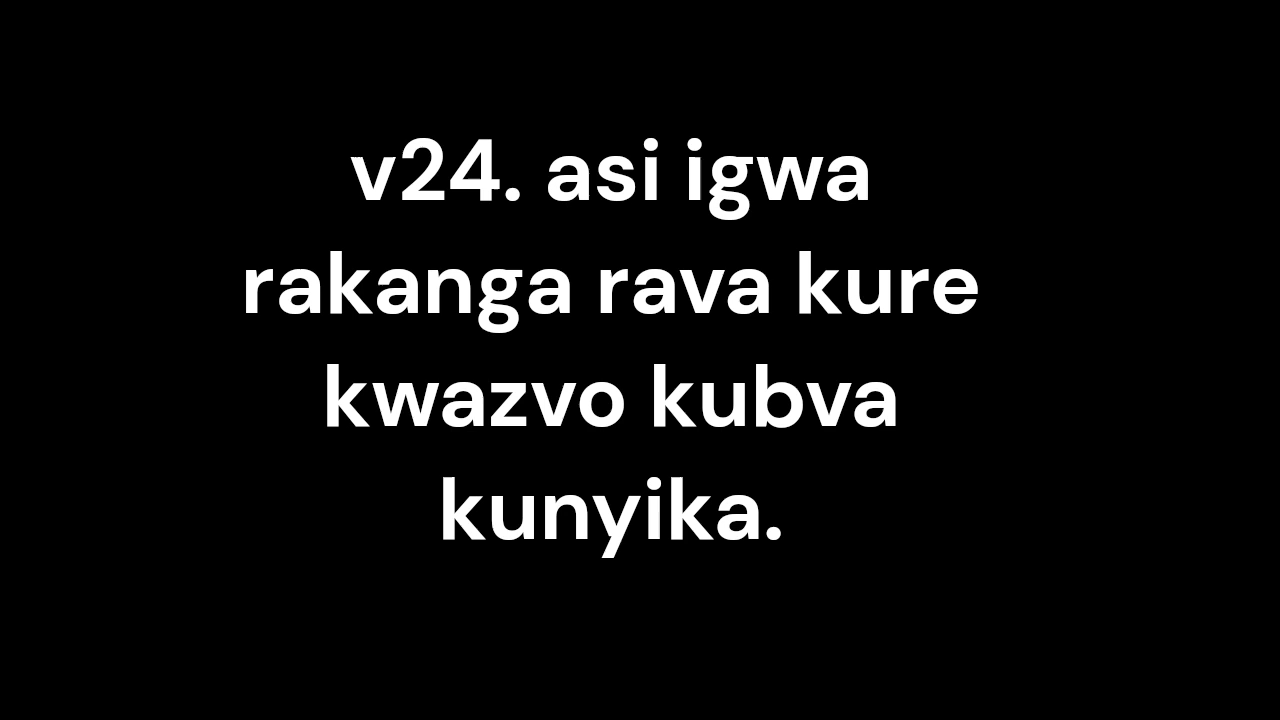 v24. asi igwa
rakanga rava kure
kwazvo kubva
kunyika.